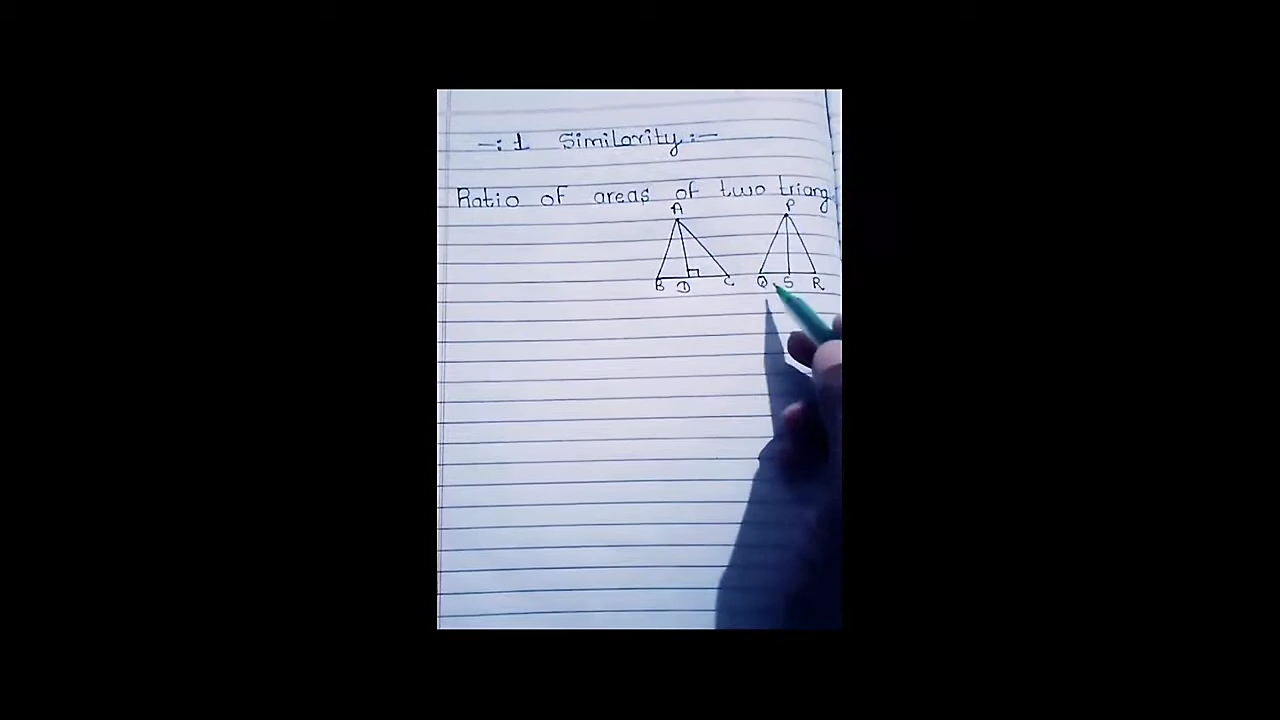 -: 1 Similarity :-
Ratio of areas of two triang
A P
B D C Q S R